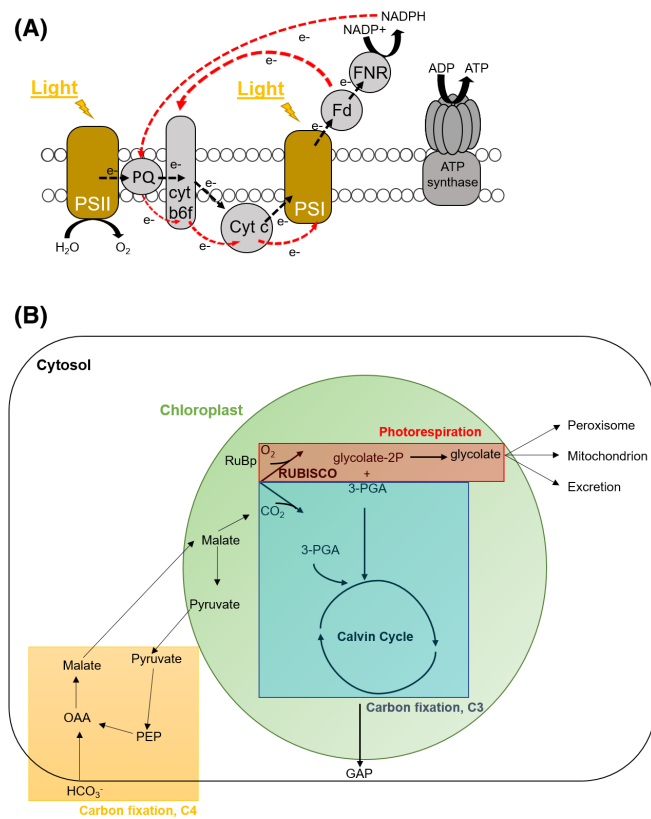 (A)
NADPH
NADP+
e-
e-
FNR
e-
ADP
ATP
Light
Light
Fd
e-
e-
PQ
e-
e-
ATP
synthase
PSII
cyt
b6f
e-
Cyt c
e-
PSI
H₂O
O₂
e-
e-
(B)
Cytosol
Chloroplast
Photorespiration
Peroxisome
Mitochondrion
Excretion
O₂
RuBp
RUBISCO
glycolate-2P
glycolate
+
3-PGA
CO₂
Malate
3-PGA
Pyruvate
Calvin Cycle
Malate
Pyruvate
OAA
PEP
Carbon fixation, C3
HCO₃⁻
GAP
Carbon fixation, C4